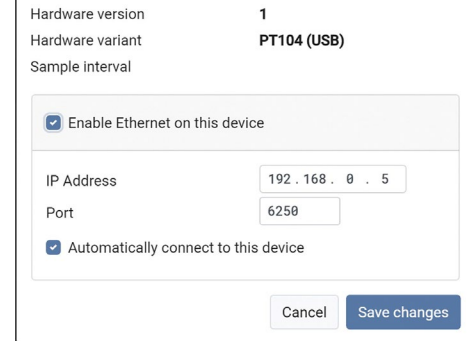 Hardware version 1
Hardware variant PT104 (USB)
Sample interval
Enable Ethernet on this device
IP Address 192 . 168 . 0 . 5
Port 6250
Automatically connect to this device
Cancel Save changes